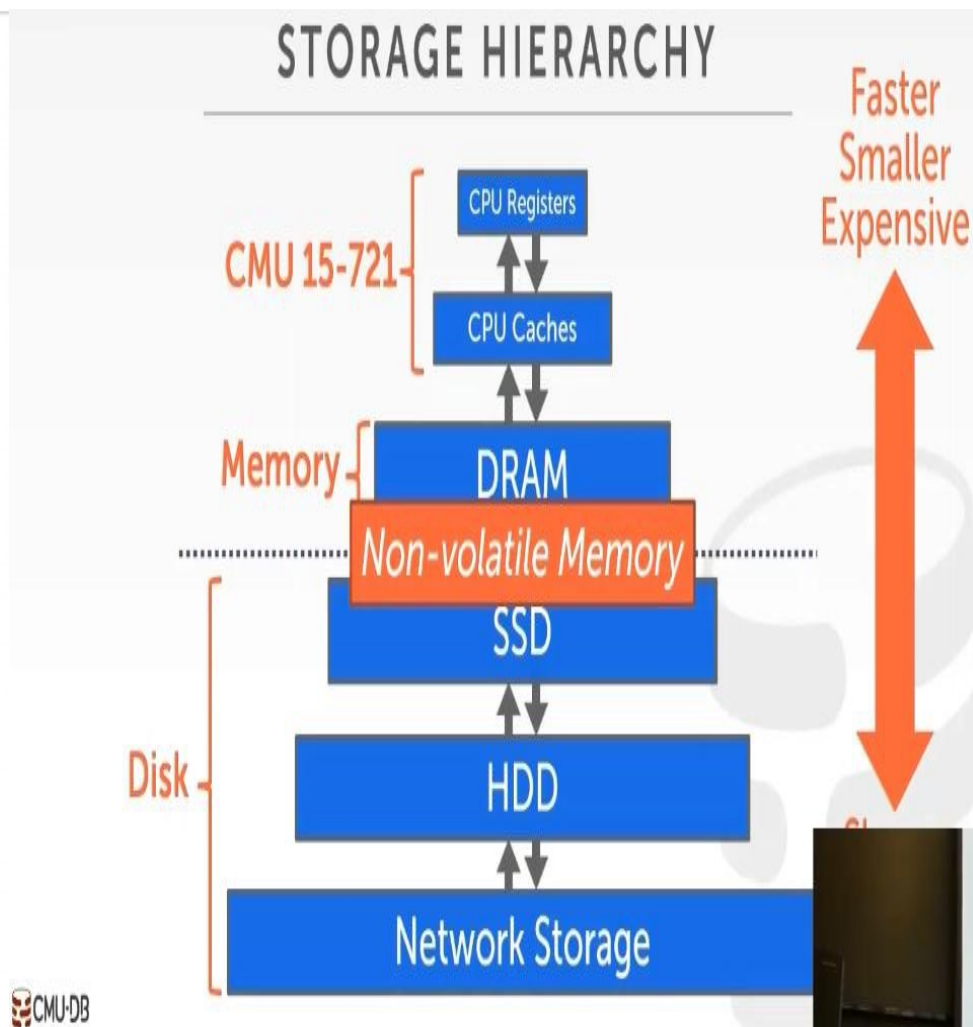 STORAGE HIERARCHY
Faster
Smaller
Expensive
CPU Registers
CMU 15-721
CPU Caches
Memory
DRAM
Non-volatile Memory
SSD
Disk
HDD
Network Storage
CMU·DB